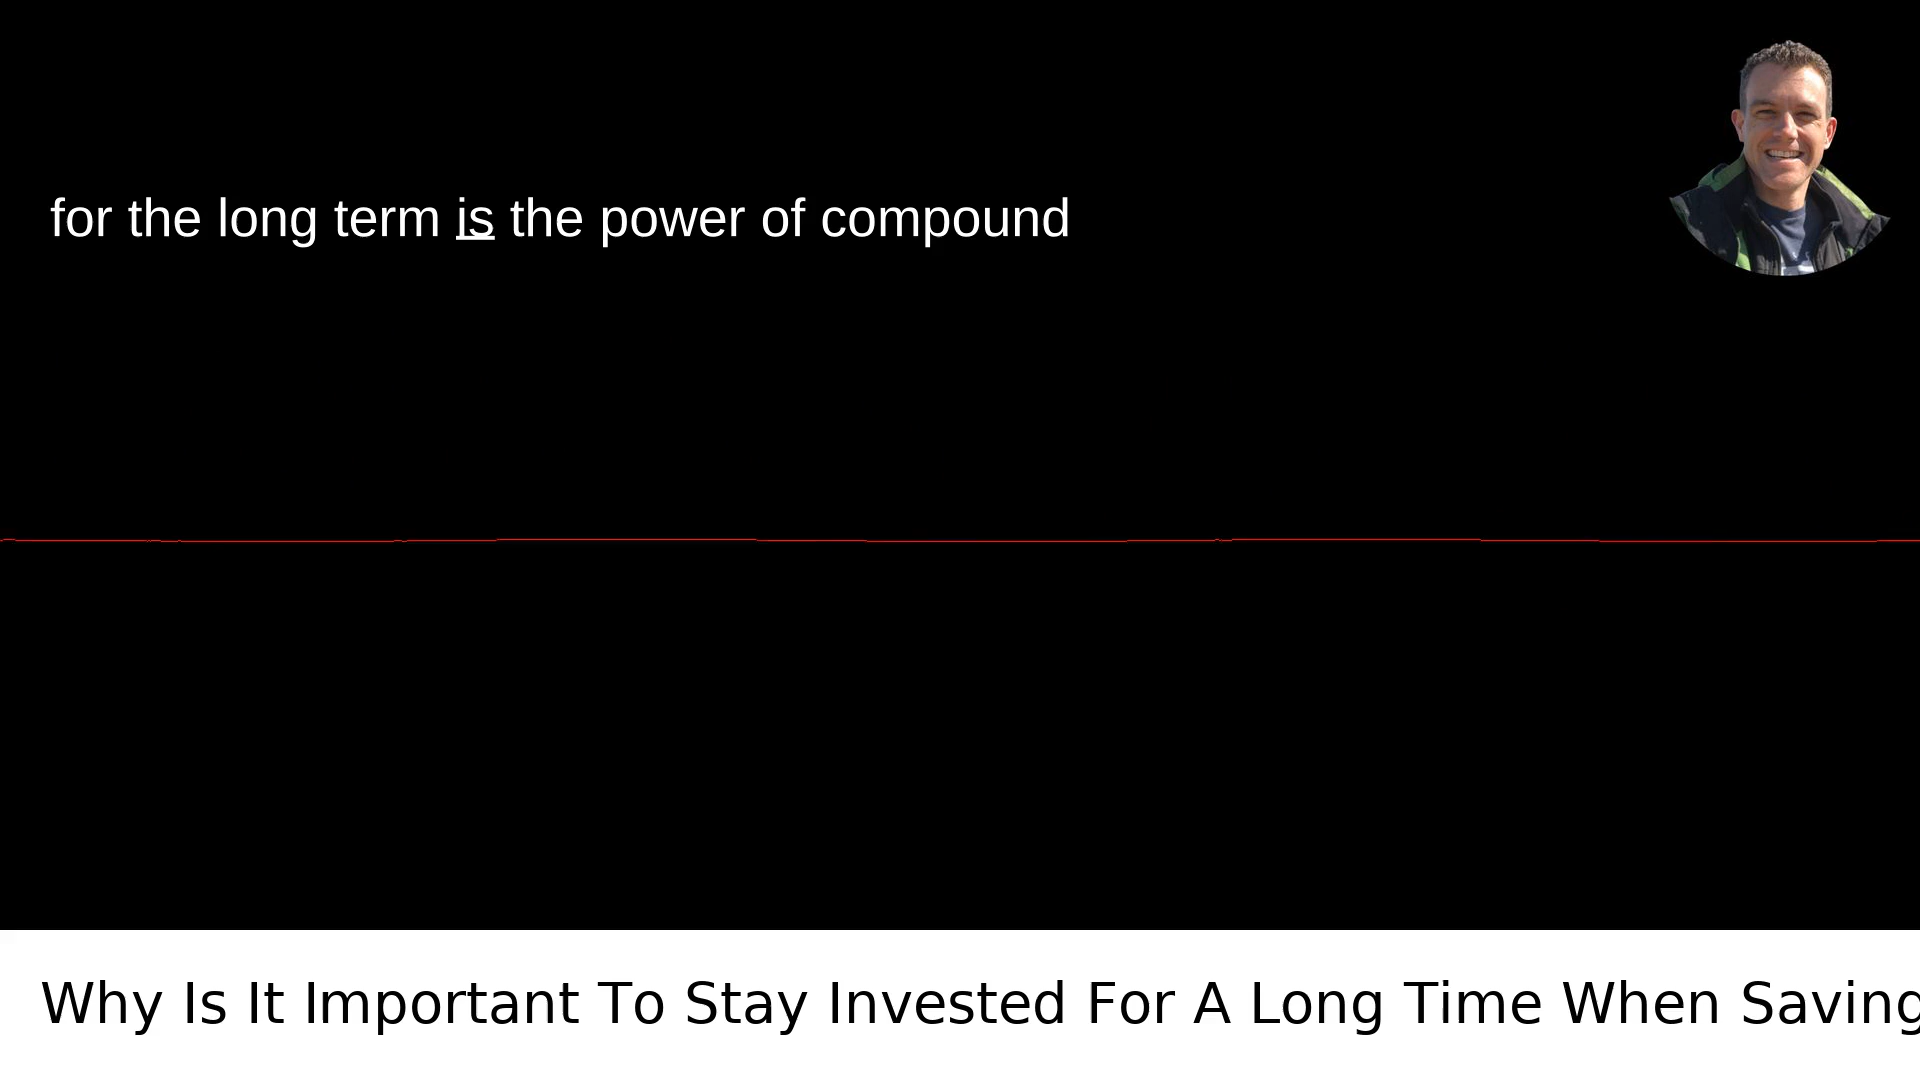 for the long term is the power of compound
Why Is It Important To Stay Invested For A Long Time When Saving